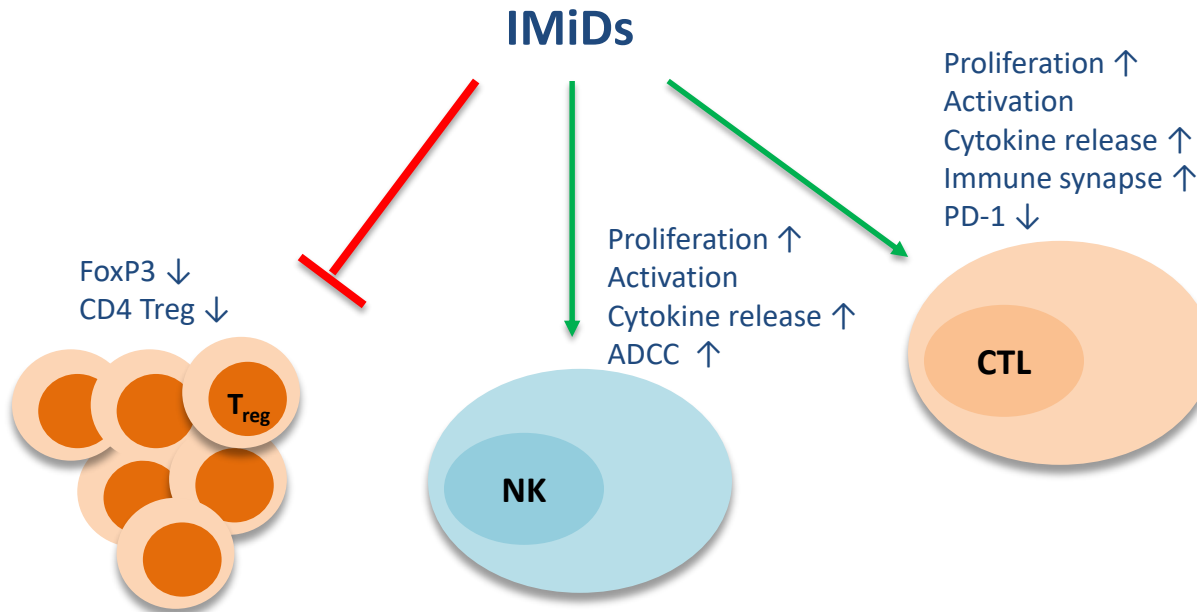 IMiDs
Proliferation ↑
Activation
Cytokine release ↑
Immune synapse ↑
PD-1 ↓
Proliferation ↑
Activation
Cytokine release ↑
ADCC ↑
FoxP3 ↓
CD4 Treg ↓
Treg
NK
CTL